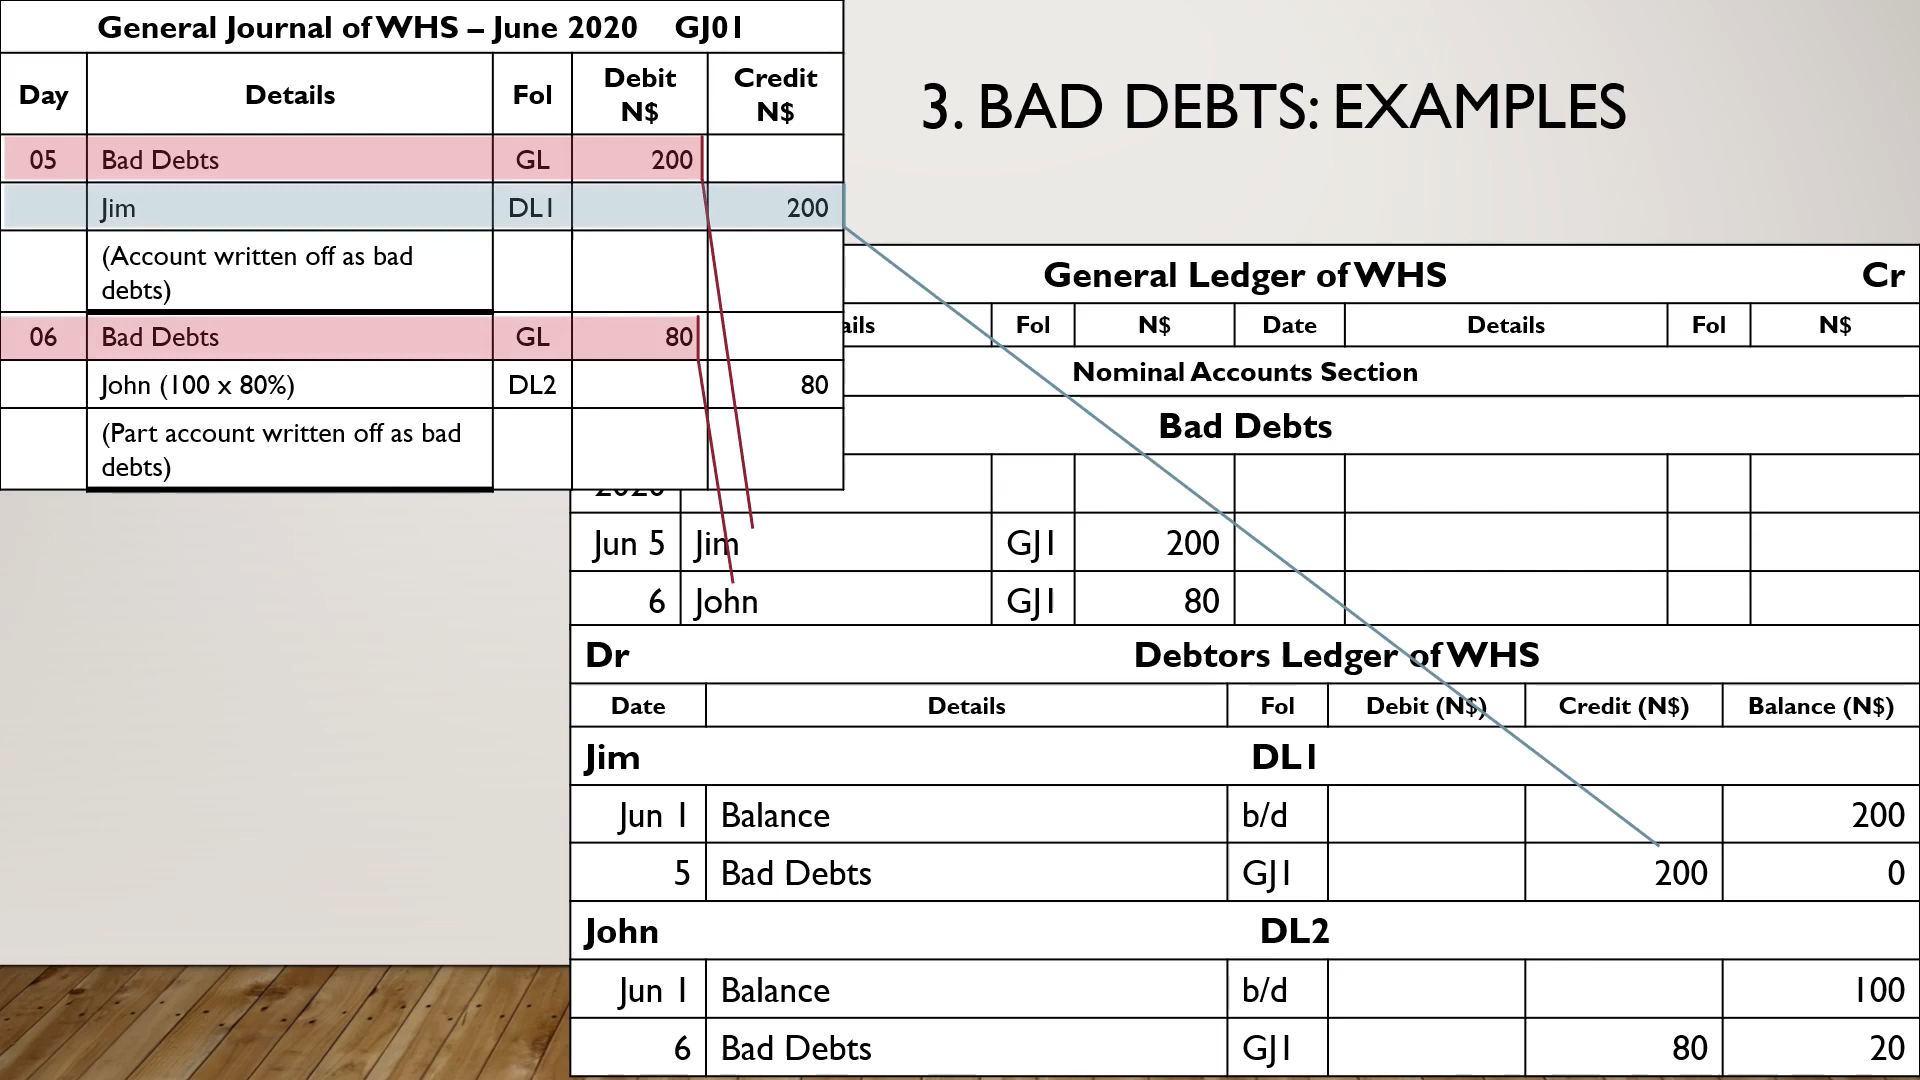 General Journal of WHS – June 2020 GJ01
Day Details Fol Debit N$ Credit N$
05 Bad Debts GL 200
Jim DL1 200
(Account written off as bad
debts)
06 Bad Debts GL 80
John (100 x 80%) DL2 80
(Part account written off as bad
debts)
3. BAD DEBTS: EXAMPLES
General Ledger of WHS Cr
ails Fol N$ Date Details Fol N$
Nominal Accounts Section
Bad Debts
2020
Jun 5 Jim GJ1 200
6 John GJ1 80
Dr Debtors Ledger of WHS
Date Details Fol Debit (N$) Credit (N$) Balance (N$)
Jim DL1
Jun 1 Balance b/d 200
5 Bad Debts GJ1 200 0
John DL2
Jun 1 Balance b/d 100
6 Bad Debts GJ1 80 20